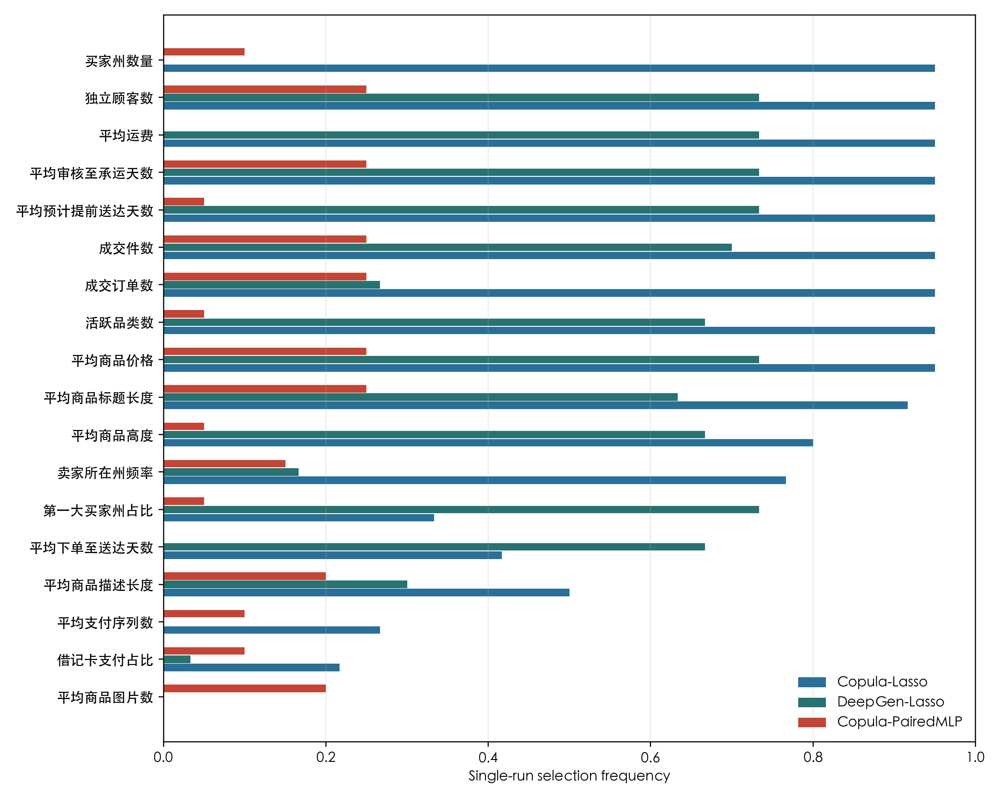 买家州数量
独立顾客数
平均运费
平均审核至承运天数
平均预计提前送达天数
成交件数
成交订单数
活跃品类数
平均商品价格
平均商品标题长度
平均商品高度
卖家所在州频率
第一大买家州占比
平均下单至送达天数
平均商品描述长度
平均支付序列数
借记卡支付占比
平均商品图片数
Copula-Lasso
DeepGen-Lasso
Copula-PairedMLP
0.0 0.2 0.4 0.6 0.8 1.0
Single-run selection frequency